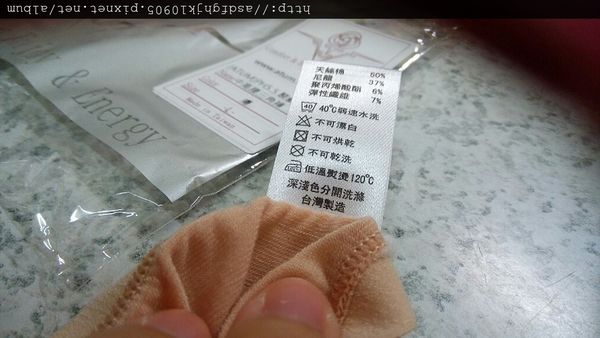 http://asdfghjk10905.pixnet.net/album
& energy
Made in Taiwan
天絲棉 50%
尼龍 37%
聚丙烯酸酯 6%
彈性纖維 7%
40 40°C弱速水洗
不可漂白
不可烘乾
不可乾洗
低溫熨燙120°C
深淺色分開洗滌
台灣製造